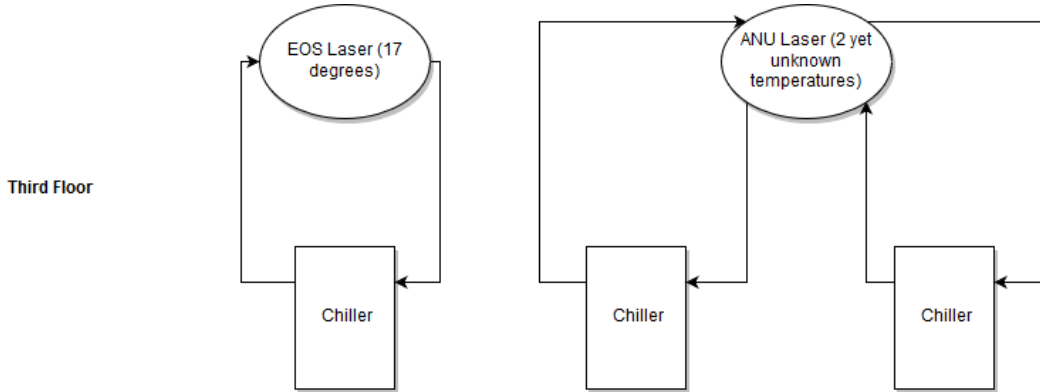 EOS Laser (17
degrees)
ANU Laser (2 yet
unknown
temperatures)
Third Floor
Chiller
Chiller
Chiller